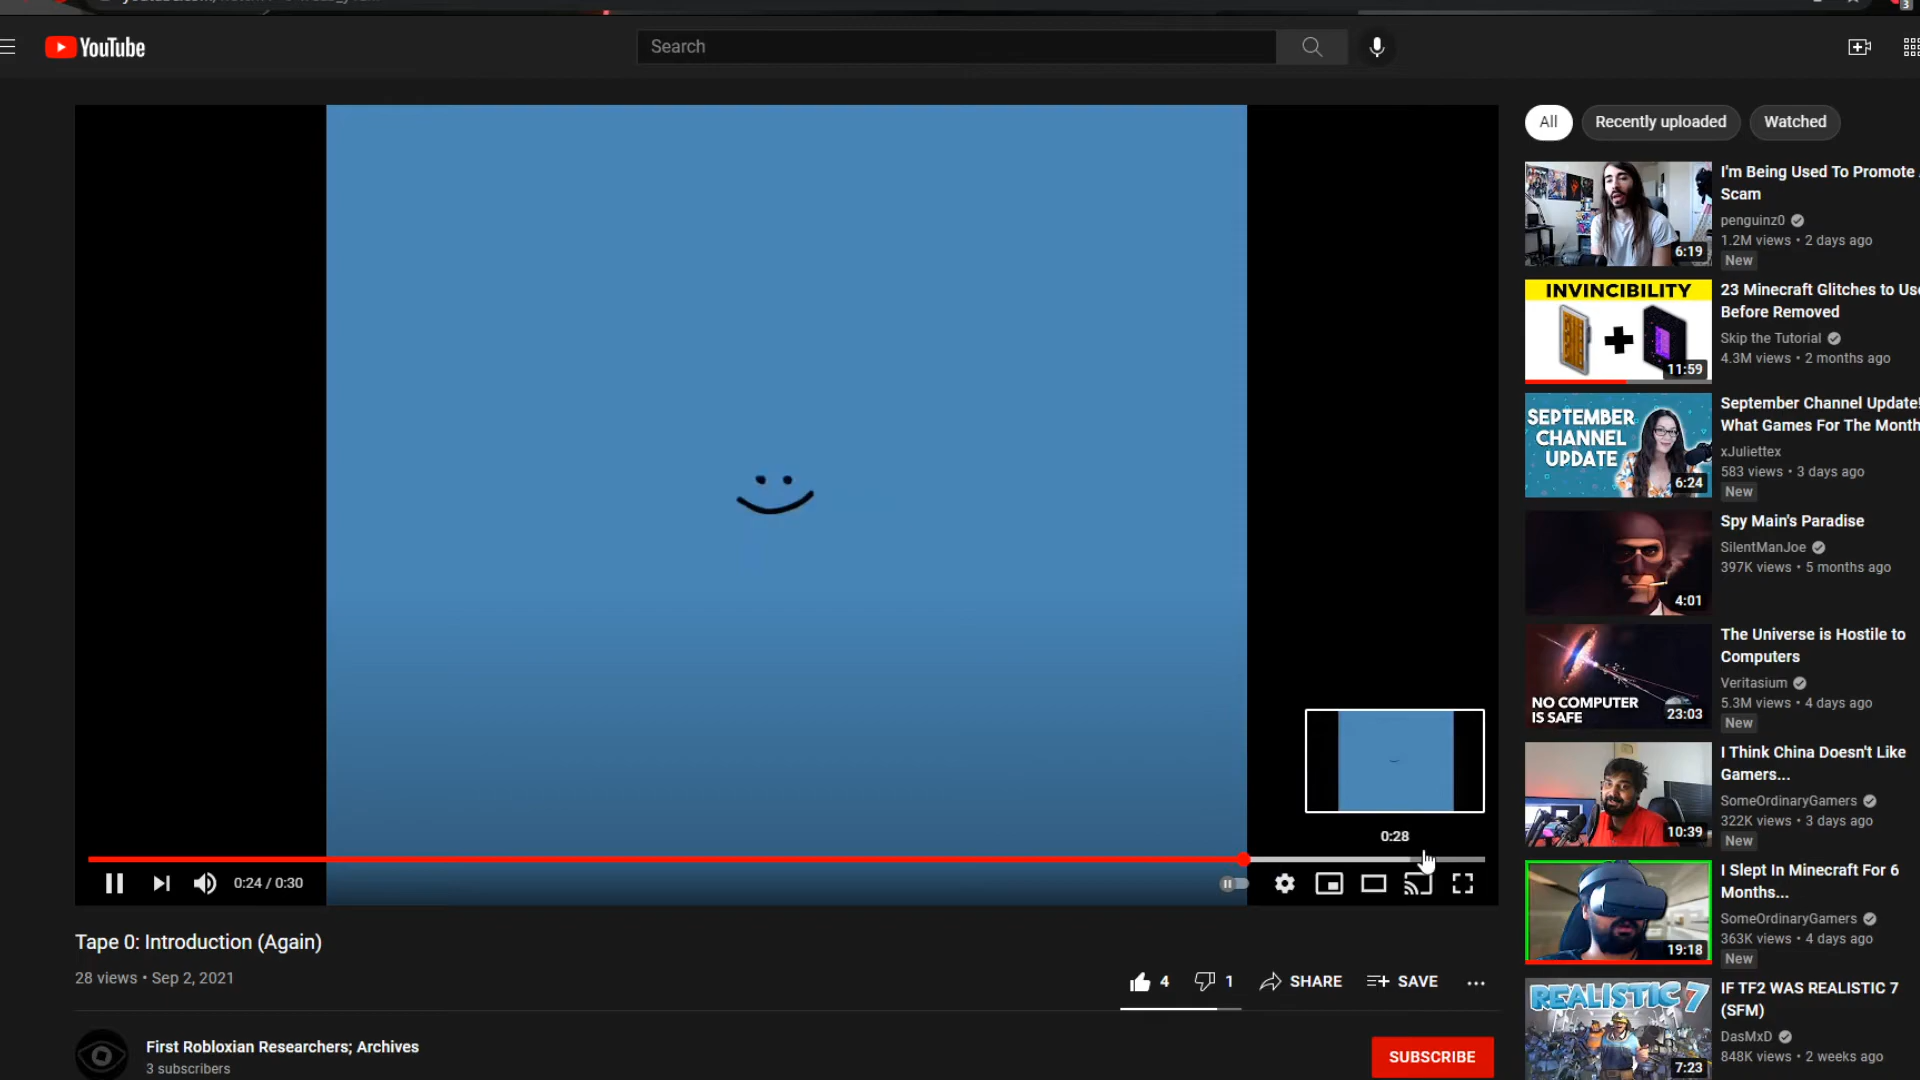 3
YouTube
Search
All
Recently uploaded
Watched
I'm Being Used To Promote
Scam
penguinz0
1.2M views • 2 days ago
New
6:19
INVINCIBILITY
11:59
23 Minecraft Glitches to Use
Before Removed
Skip the Tutorial
4.3M views • 2 months ago
SEPTEMBER
CHANNEL
UPDATE
6:24
September Channel Update!
What Games For The Month
xJuliettex
583 views • 3 days ago
New
4:01
Spy Main's Paradise
SilentManJoe
397K views • 5 months ago
NO COMPUTER
IS SAFE
23:03
The Universe is Hostile to
Computers
Veritasium
5.3M views • 4 days ago
New
10:39
I Think China Doesn't Like
Gamers...
SomeOrdinaryGamers
322K views • 3 days ago
New
19:18
I Slept In Minecraft For 6
Months...
SomeOrdinaryGamers
363K views • 4 days ago
New
REALISTIC 7
7:23
IF TF2 WAS REALISTIC 7
(SFM)
DasMxD
848K views • 2 weeks ago
0:28
0:24 / 0:30
Tape 0: Introduction (Again)
28 views • Sep 2, 2021
4
1
SHARE
SAVE
First Robloxian Researchers; Archives
3 subscribers
SUBSCRIBE